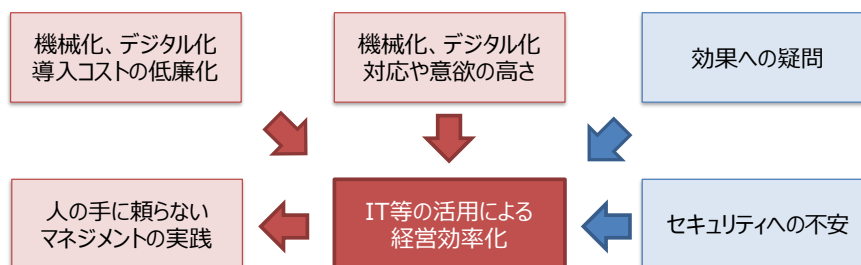 機械化、デジタル化
導入コストの低廉化
機械化、デジタル化
対応や意欲の高さ
効果への疑問
人の手に頼らない
マネジメントの実践
IT等の活用による
経営効率化
セキュリティへの不安